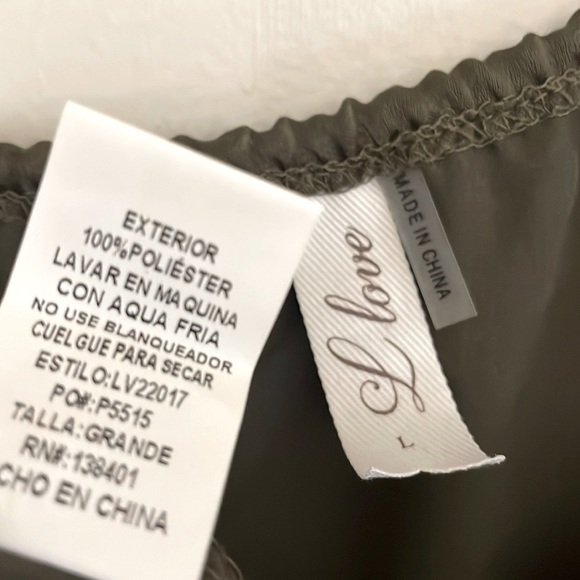 EXTERIOR
100%POLIÉSTER
LAVAR EN MAQUINA
CON AQUA FRIA
NO USE BLANQUEADOR
CUELGUE PARA SECAR
ESTILO:LV22017
PO#:P5515
TALLA:GRANDE
RN#:138401
CHO EN CHINA
L love
L
MADE IN CHINA